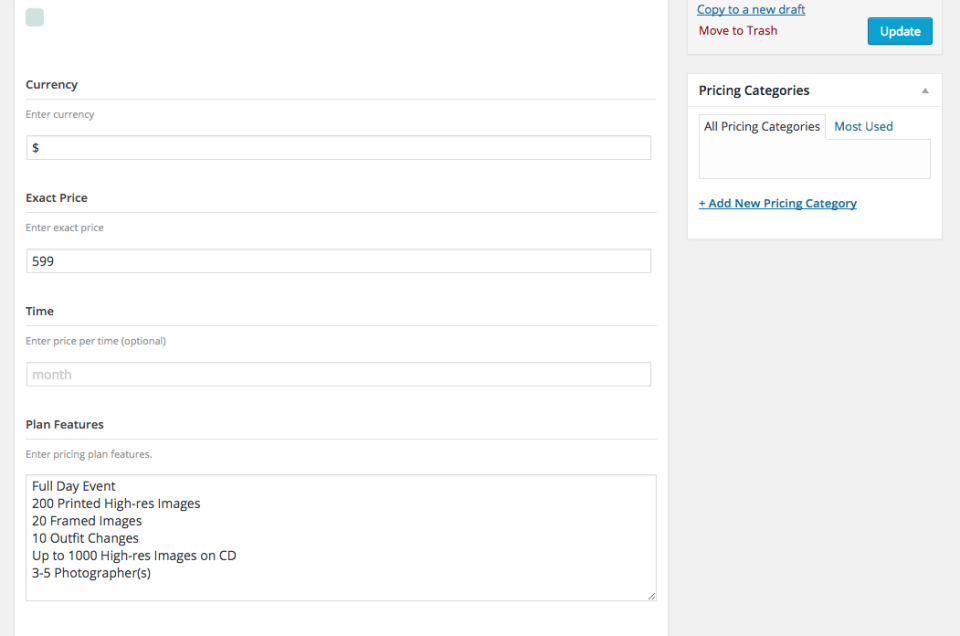 Copy to a new draft
Move to Trash
Update
Currency
Enter currency
$
Exact Price
Enter exact price
599
Time
Enter price per time (optional)
month
Plan Features
Enter pricing plan features.
Full Day Event
200 Printed High-res Images
20 Framed Images
10 Outfit Changes
Up to 1000 High-res Images on CD
3-5 Photographer(s)
Pricing Categories
All Pricing Categories
Most Used
+ Add New Pricing Category